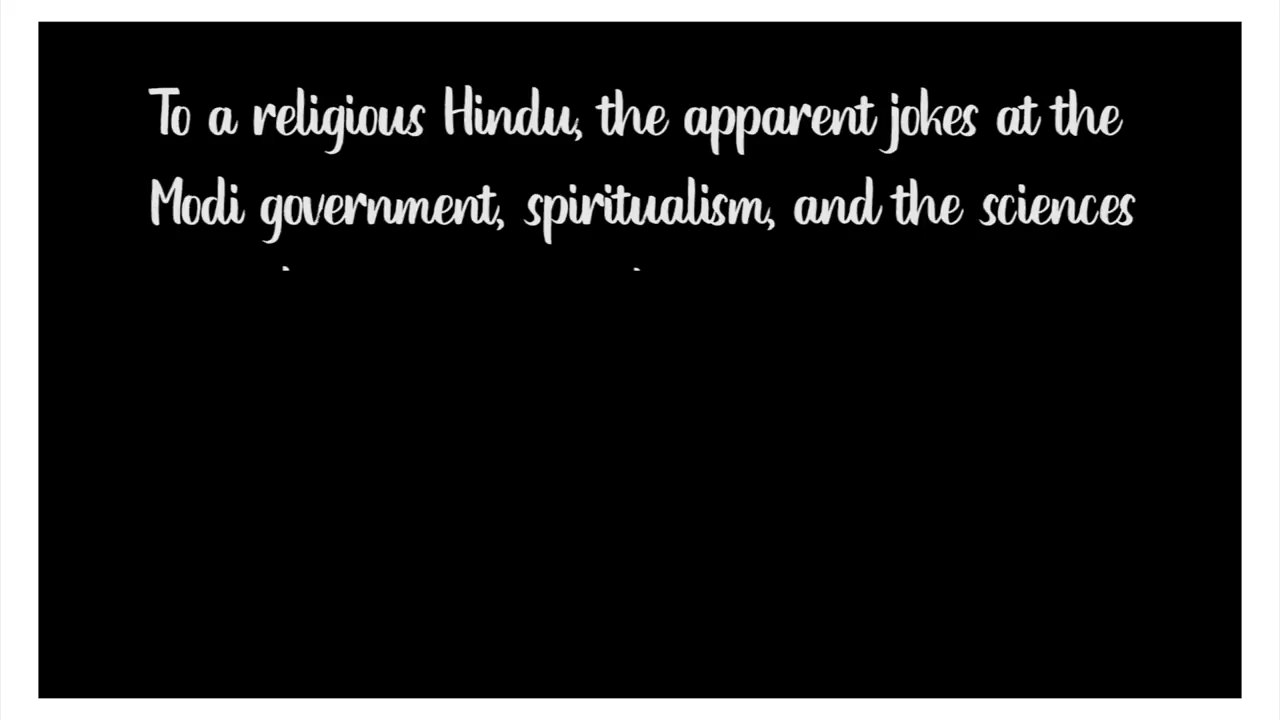 To a religious Hindu, the apparent jokes at the
Modi government, spiritualism, and the sciences